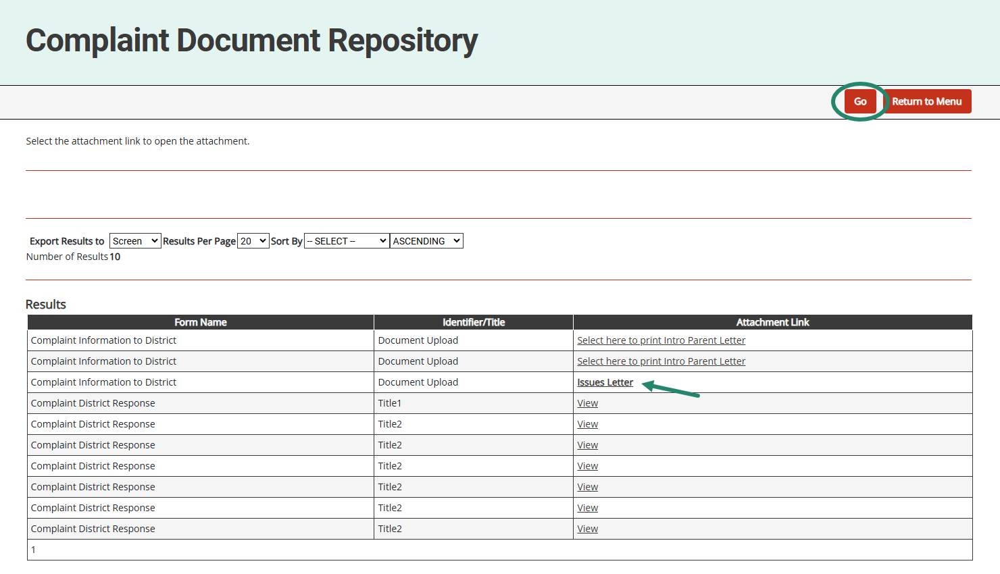 Complaint Document Repository
Go Return to Menu
Select the attachment link to open the attachment.
Export Results to Screen Results Per Page 20 Sort By -- SELECT -- ASCENDING
Number of Results 10
Results
Form Name Identifier/Title Attachment Link
Complaint Information to District Document Upload Select here to print Intro Parent Letter
Complaint Information to District Document Upload Select here to print Intro Parent Letter
Complaint Information to District Document Upload Issues Letter
Complaint District Response Title1 View
Complaint District Response Title2 View
Complaint District Response Title2 View
Complaint District Response Title2 View
Complaint District Response Title2 View
Complaint District Response Title2 View
Complaint District Response Title2 View
1